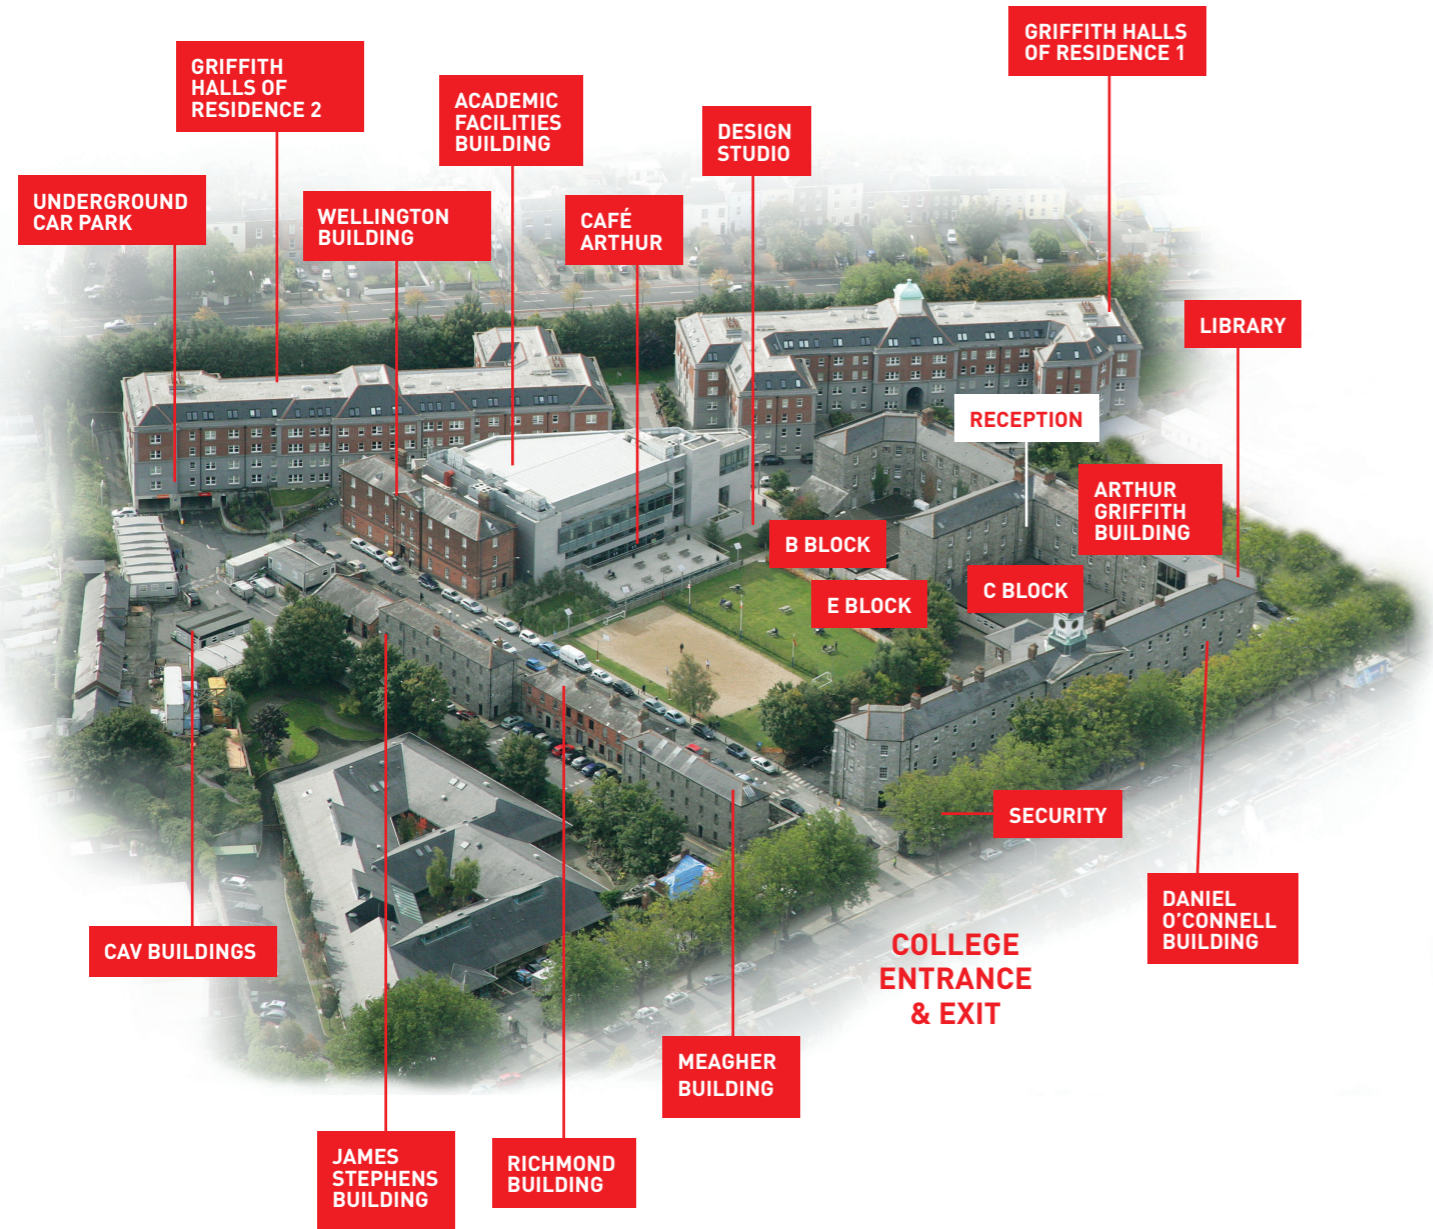 GRIFFITH HALLS
OF RESIDENCE 1
GRIFFITH
HALLS OF
RESIDENCE 2
ACADEMIC
FACILITIES
BUILDING
DESIGN
STUDIO
UNDERGROUND
CAR PARK
WELLINGTON
BUILDING
CAFÉ
ARTHUR
LIBRARY
RECEPTION
ARTHUR
GRIFFITH
BUILDING
B BLOCK
E BLOCK
C BLOCK
SECURITY
DANIEL
O'CONNELL
BUILDING
CAV BUILDINGS
COLLEGE
ENTRANCE
& EXIT
MEAGHER
BUILDING
JAMES
STEPHENS
BUILDING
RICHMOND
BUILDING